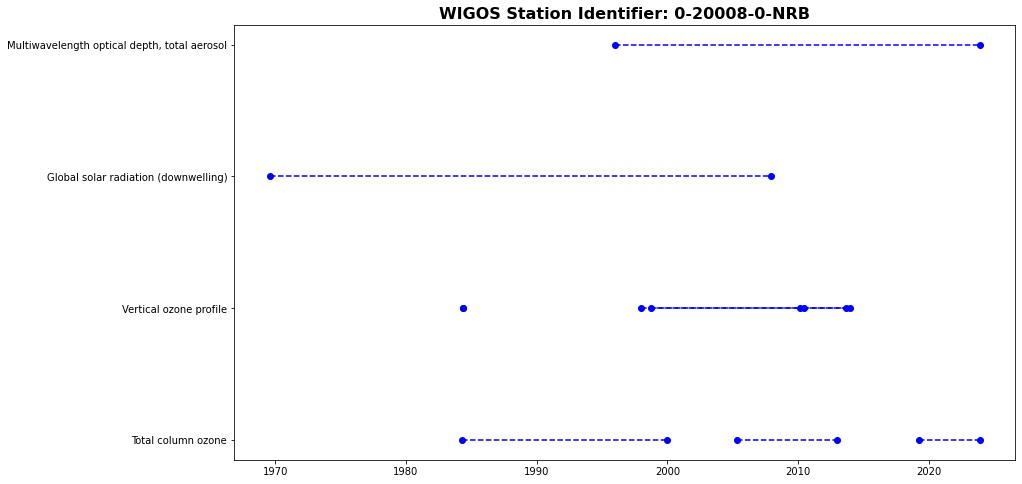 WIGOS Station Identifier: 0-20008-0-NRB
Multiwavelength optical depth, total aerosol
Global solar radiation (downwelling)
Vertical ozone profile
Total column ozone
1970 1980 1990 2000 2010 2020